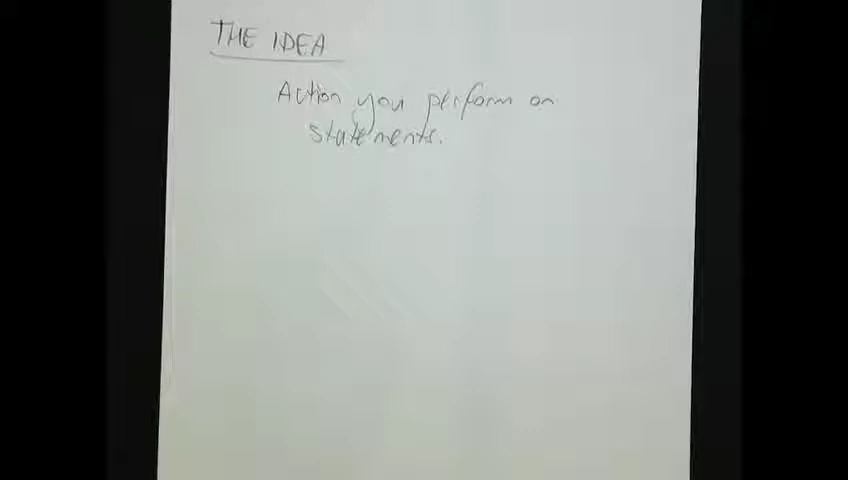 THE IDEA
Action you perform on
statements.